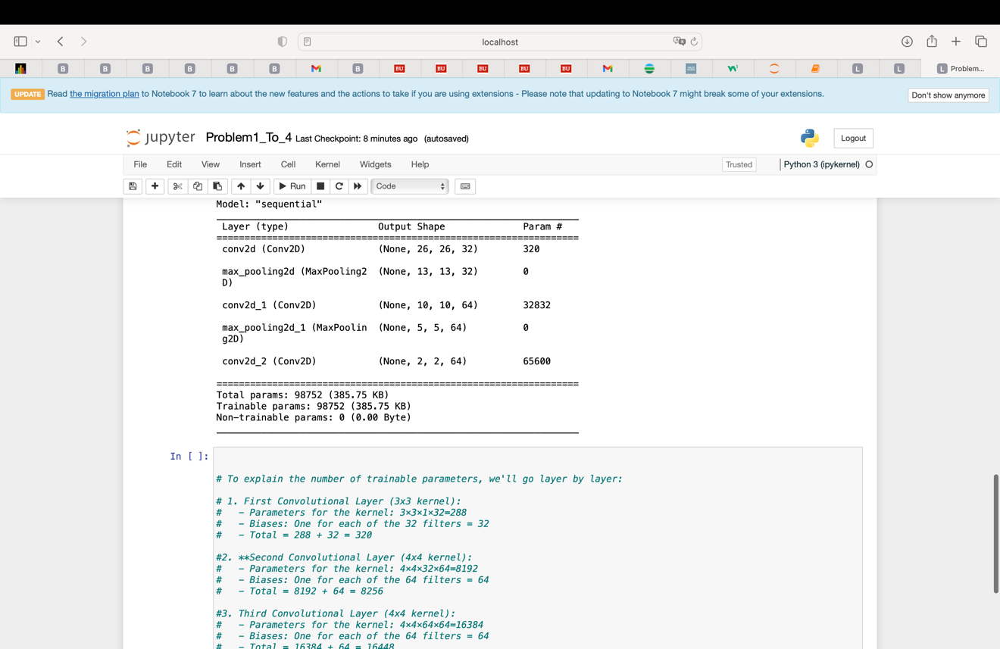 localhost
B B B B B B B BU BU BU BU BU L L L Problem...
UPDATE Read the migration plan to Notebook 7 to learn about the new features and the actions to take if you are using extensions - Please note that updating to Notebook 7 might break some of your extensions. Don't show anymore
jupyter Problem1_To_4 Last Checkpoint: 8 minutes ago (autosaved) Logout
File Edit View Insert Cell Kernel Widgets Help Trusted Python 3 (ipykernel)
Run Code
Model: "sequential"
Layer (type) Output Shape Param #
=================================================================
conv2d (Conv2D) (None, 26, 26, 32) 320
max_pooling2d (MaxPooling2 (None, 13, 13, 32) 0
D)
conv2d_1 (Conv2D) (None, 10, 10, 64) 32832
max_pooling2d_1 (MaxPoolin (None, 5, 5, 64) 0
g2D)
conv2d_2 (Conv2D) (None, 2, 2, 64) 65600
=================================================================
Total params: 98752 (385.75 KB)
Trainable params: 98752 (385.75 KB)
Non-trainable params: 0 (0.00 Byte)
In [ ]:
# To explain the number of trainable parameters, we'll go layer by layer:
# 1. First Convolutional Layer (3x3 kernel):
# - Parameters for the kernel: 3×3×1×32=288
# - Biases: One for each of the 32 filters = 32
# - Total = 288 + 32 = 320
#2. **Second Convolutional Layer (4x4 kernel):
# - Parameters for the kernel: 4×4×32×64=8192
# - Biases: One for each of the 64 filters = 64
# - Total = 8192 + 64 = 8256
#3. Third Convolutional Layer (4x4 kernel):
# - Parameters for the kernel: 4×4×64×64=16384
# - Biases: One for each of the 64 filters = 64
# - Total = 16384 + 64 = 16448